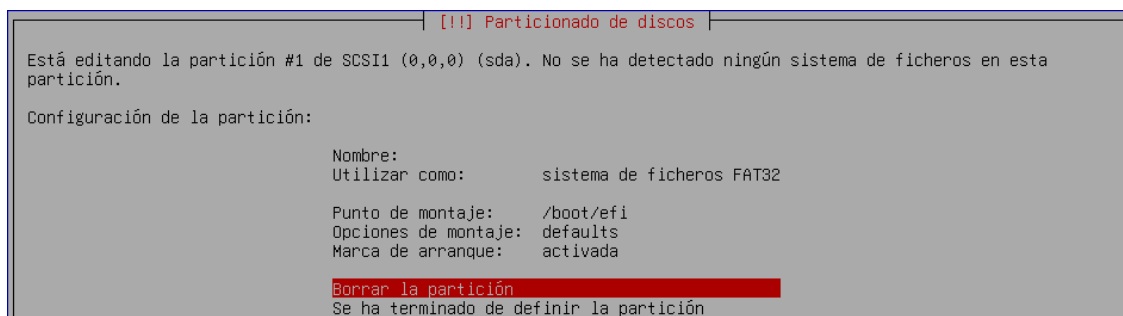 [!!] Particionado de discos
Está editando la partición #1 de SCSI1 (0,0,0) (sda). No se ha detectado ningún sistema de ficheros en esta
partición.
Configuración de la partición:
Nombre:
Utilizar como: sistema de ficheros FAT32
Punto de montaje: /boot/efi
Opciones de montaje: defaults
Marca de arranque: activada
Borrar la partición
Se ha terminado de definir la partición